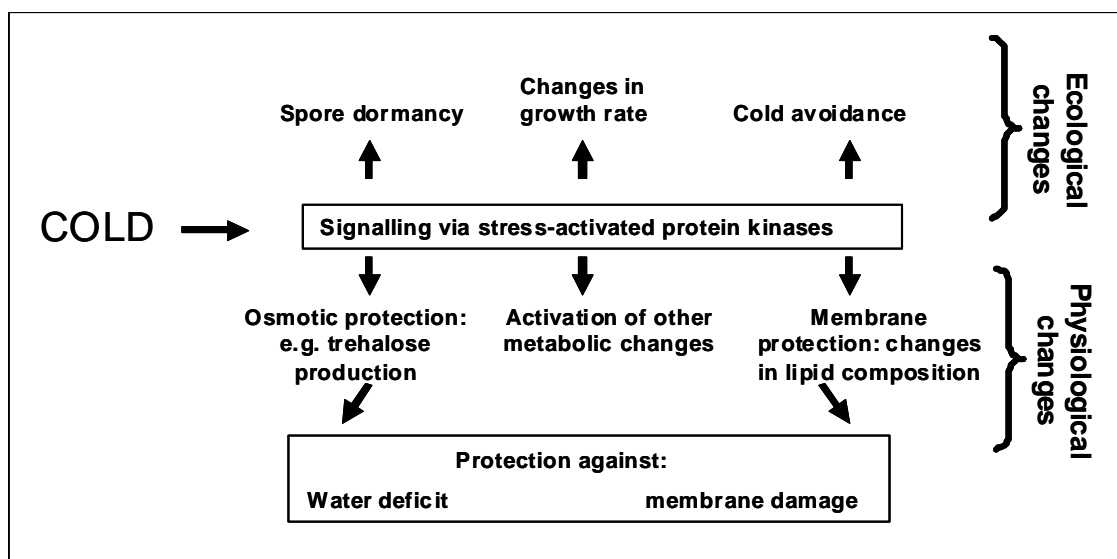 Spore dormancy
Changes in
growth rate
Cold avoidance
Ecological
changes
COLD
Signalling via stress-activated protein kinases
Osmotic protection:
e.g. trehalose
production
Activation of other
metabolic changes
Membrane
protection: changes
in lipid composition
Physiological
changes
Protection against:
Water deficit
membrane damage